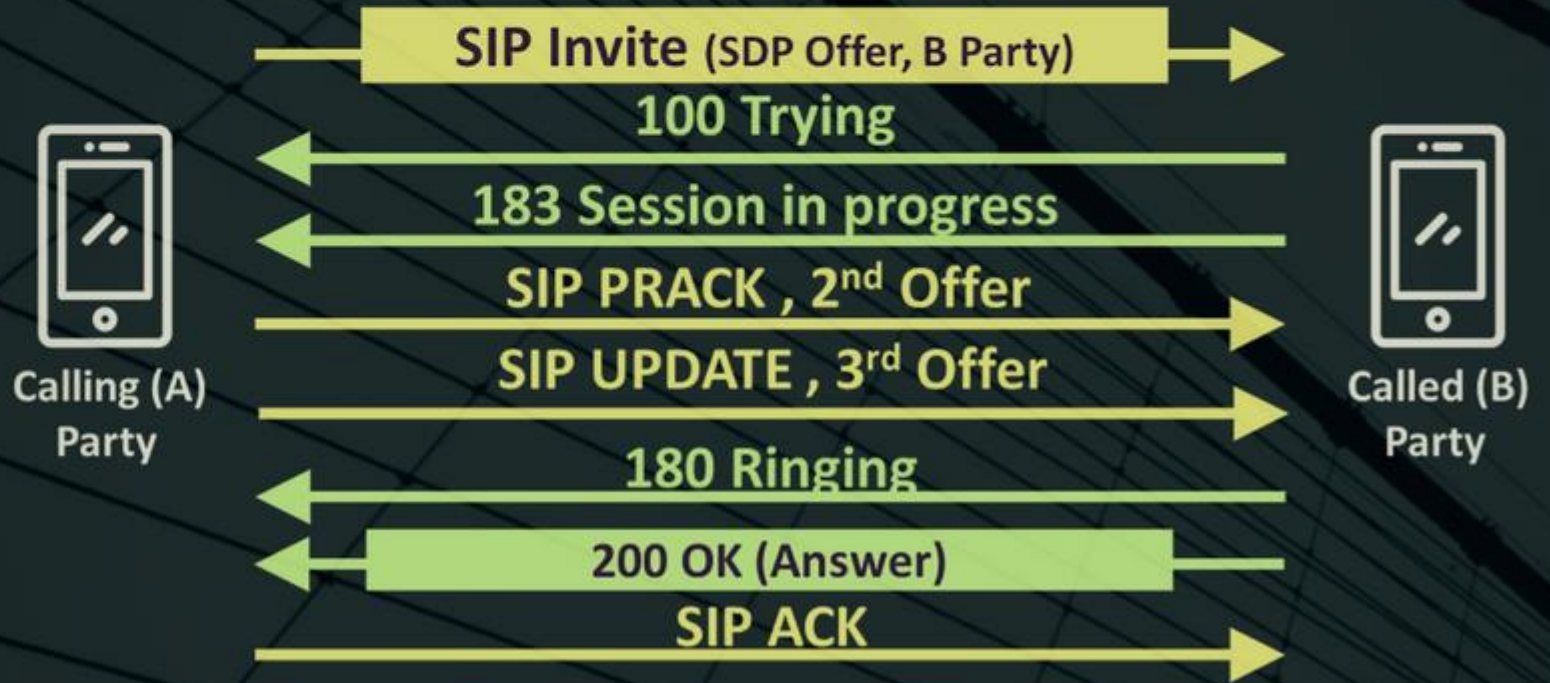 SIP Invite (SDP Offer, B Party)
100 Trying
183 Session in progress
SIP PRACK , 2nd Offer
SIP UPDATE , 3rd Offer
Calling (A)
Party
Called (B)
Party
180 Ringing
200 OK (Answer)
SIP ACK